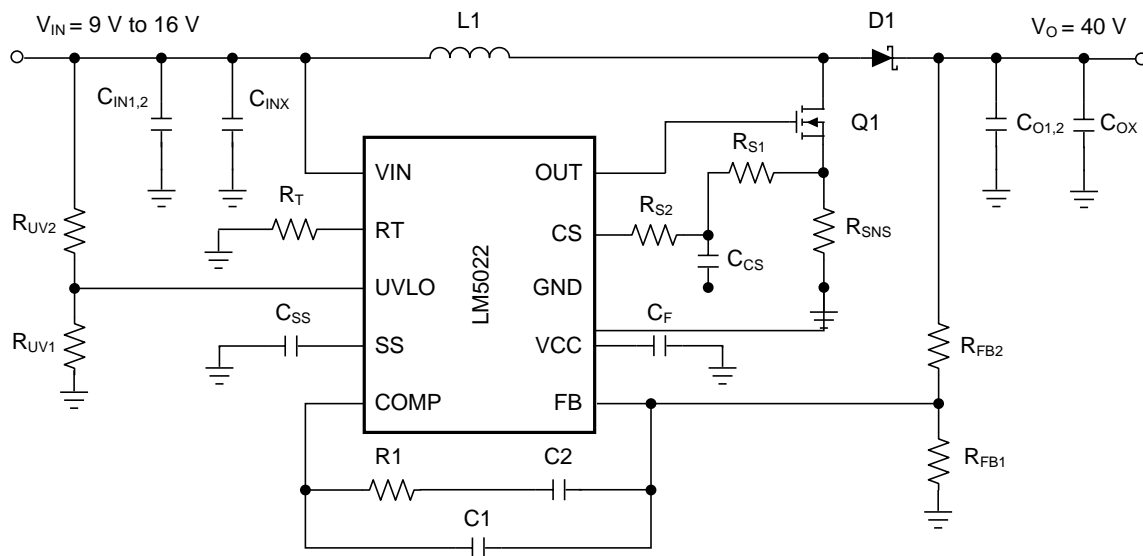 V_IN = 9 V to 16 V
L1
D1
V_O = 40 V
C_IN1,2
C_INX
Q1
C_O1,2
C_OX
VIN
OUT
R_S1
R_T
R_S2
R_UV2
RT
CS
R_SNS
LM5022
C_CS
UVLO
GND
C_SS
C_F
R_UV1
SS
VCC
R_FB2
COMP
FB
R1
C2
R_FB1
C1